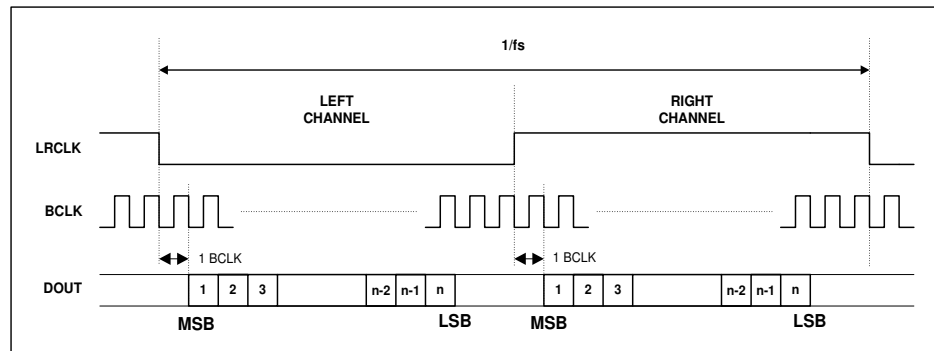 1/fs
LEFT
CHANNEL
RIGHT
CHANNEL
LRCLK
BCLK
1 BCLK
1 BCLK
DOUT
1 2 3 n-2 n-1 n 1 2 3 n-2 n-1 n
MSB LSB MSB LSB